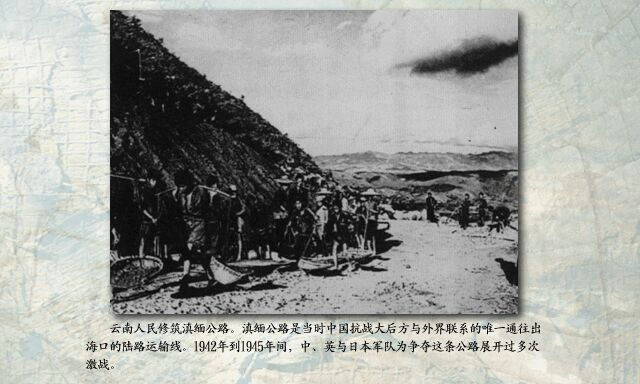 云南人民修筑滇缅公路。滇缅公路是当时中国抗战大后方与外界联系的唯一通往出
海口的陆路运输线。1942年到1945年间，中、英与日本军队为争夺这条公路展开过多次
激战。